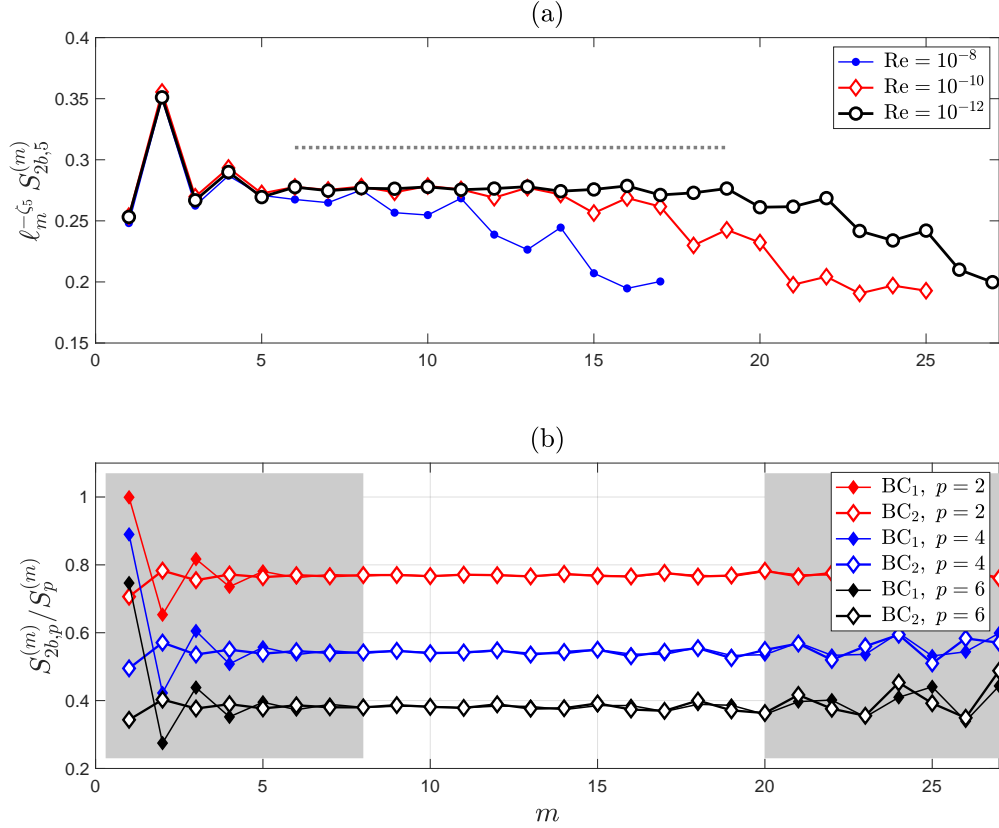 (a)
0.4
0.35
0.3
0.25
0.2
0.15
ℓ_m^{−ζ_5} S_{2b,5}^{(m)}
Re = 10^{−8}
Re = 10^{−10}
Re = 10^{−12}
0 5 10 15 20 25
(b)
1
0.8
0.6
0.4
0.2
S_{2b,p}^{(m)}/S_p^{(m)}
BC_1, p = 2
BC_2, p = 2
BC_1, p = 4
BC_2, p = 4
BC_1, p = 6
BC_2, p = 6
0 5 10 15 20 25
m